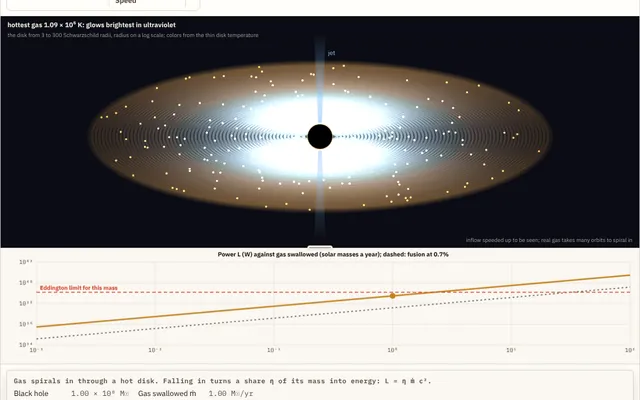 Speed
hottest gas 1.09 × 10⁵ K: glows brightest in ultraviolet
the disk from 3 to 300 Schwarzschild radii, radius on a log scale; colors from the thin disk temperature
jet
inflow speeded up to be seen; real gas takes many orbits to spiral in
Power L (W) against gas swallowed (solar masses a year); dashed: fusion at 0.7%
Eddington limit for this mass
Gas spirals in through a hot disk. Falling in turns a share η of its mass into energy: L = η ṁ c².
Black hole 1.00 × 10⁸ M Gas swallowed ṁ 1.00 M /yr